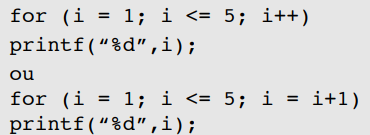 for (i = 1; i <= 5; i++)
printf(“%d”,i);
ou
for (i = 1; i <= 5; i = i+1)
printf(“%d”,i);